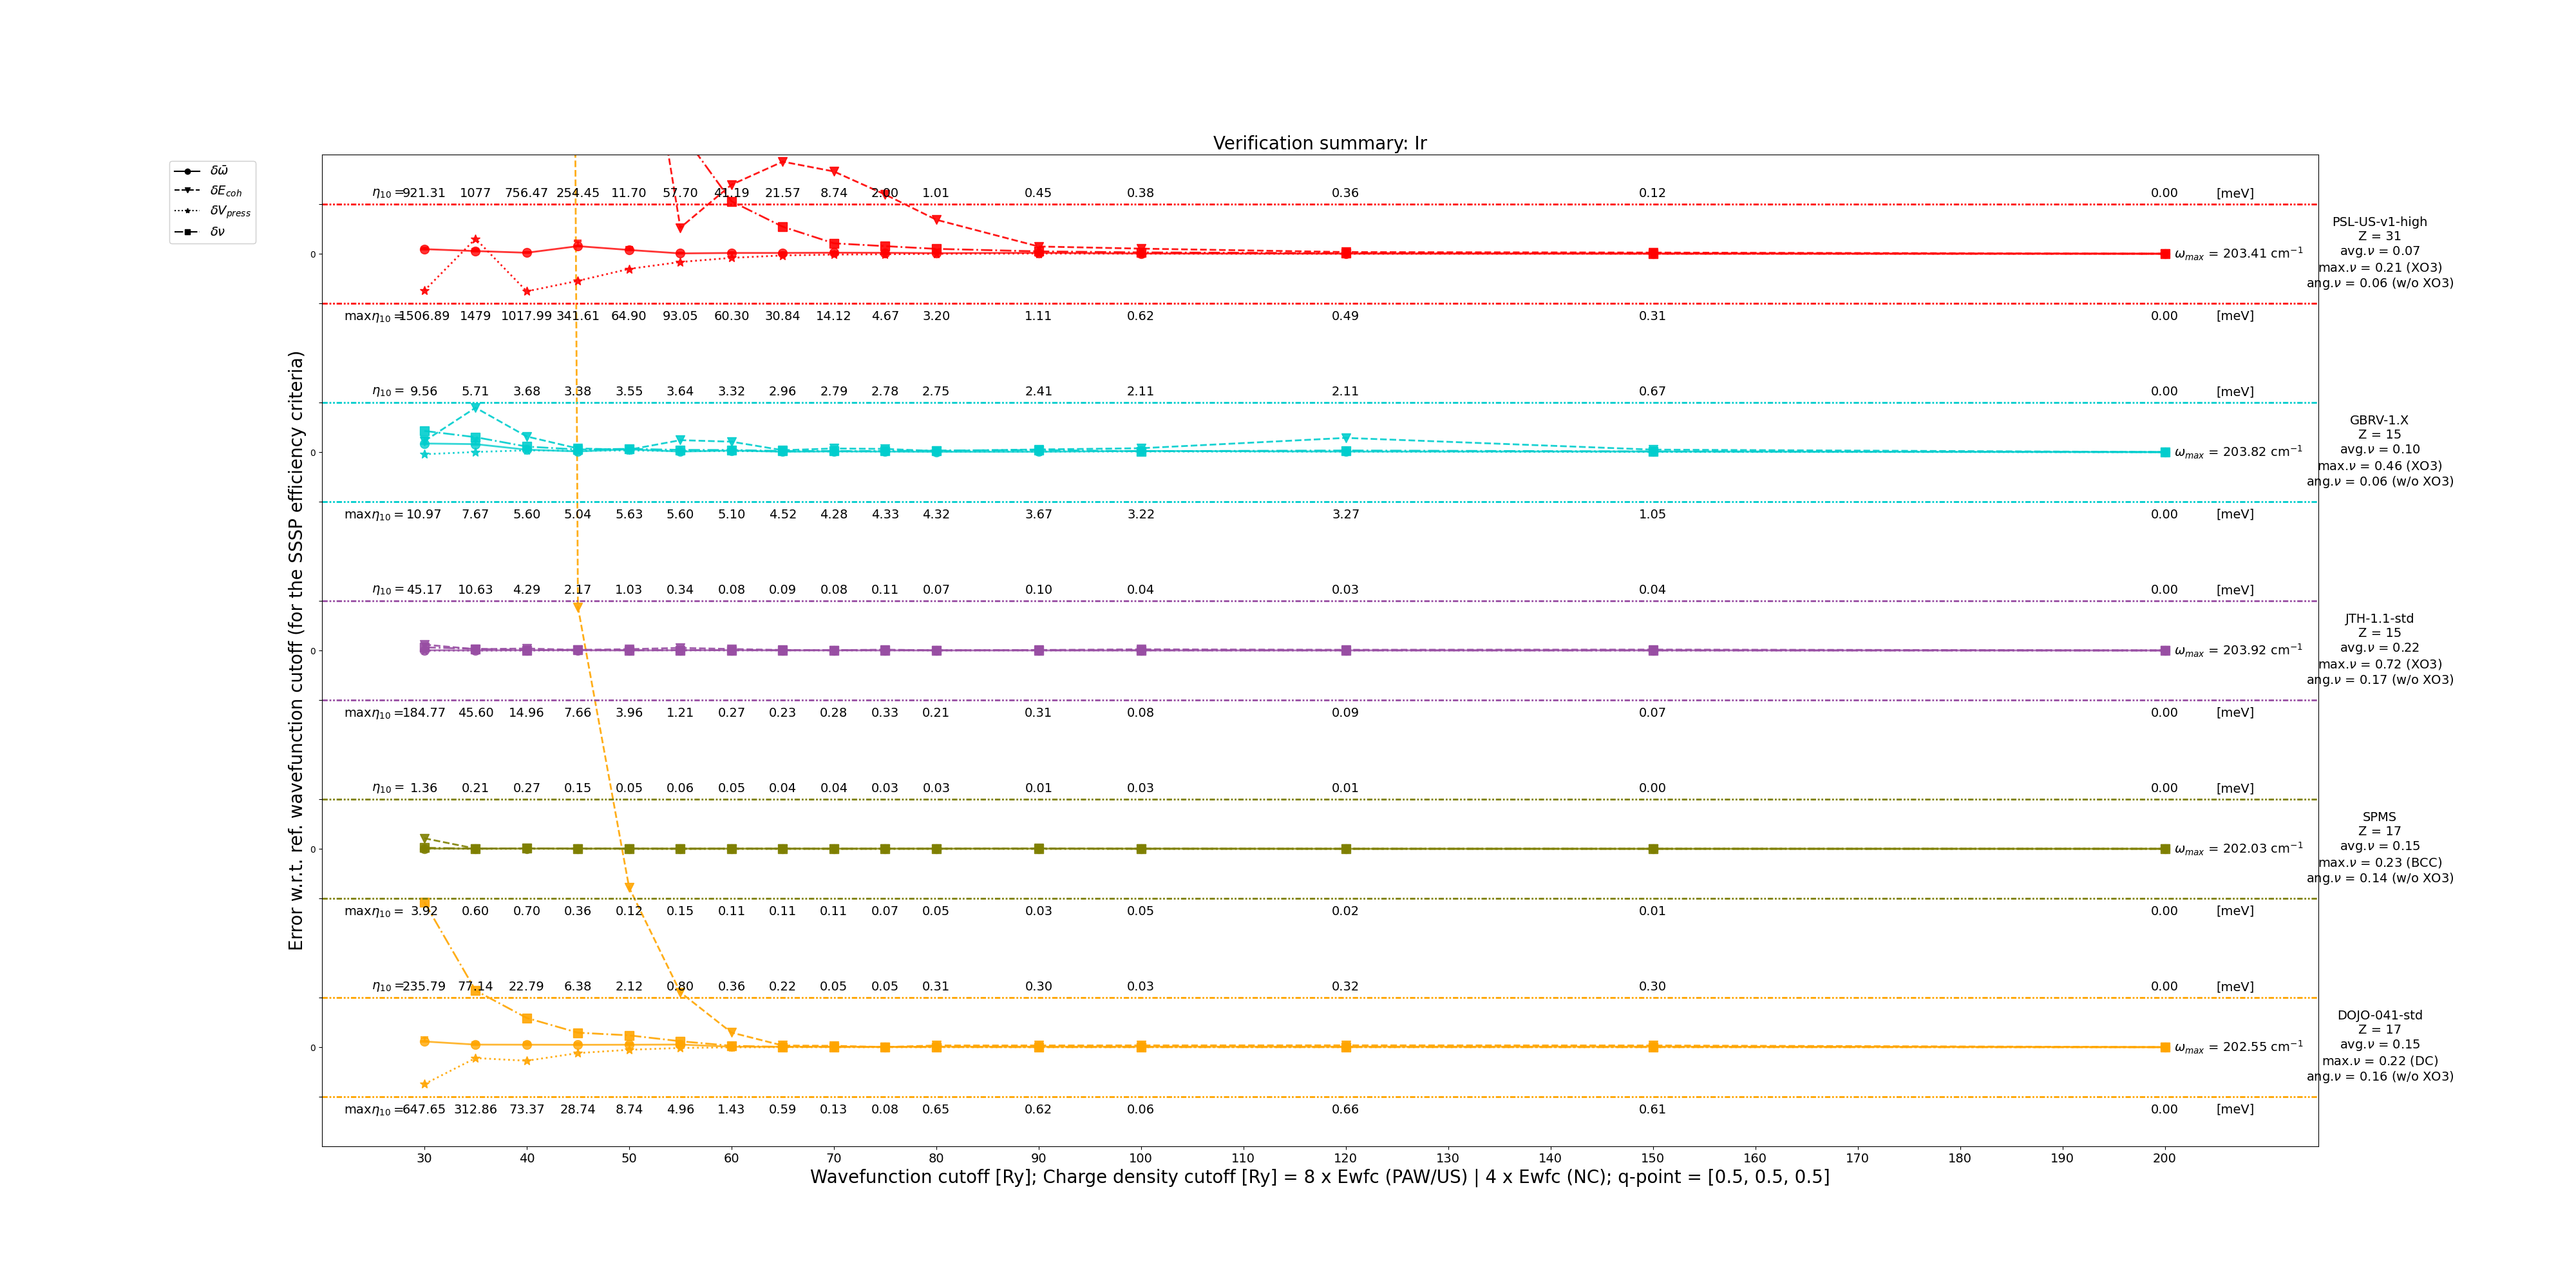 Verification summary: Ir
δω̄
δE_coh
δV_press
δν
Error w.r.t. ref. wavefunction cutoff (for the SSSP efficiency criteria)
η₁₀ = 921.31 1077 756.47 254.45 11.70 57.70 41.19 21.57 8.74 2.00 1.01 0.45 0.38 0.36 0.12 0.00 [meV]
0
ω_max = 203.41 cm⁻¹
PSL-US-v1-high
Z = 31
avg.ν = 0.07
max.ν = 0.21 (XO3)
ang.ν = 0.06 (w/o XO3)
maxη₁₀ = 1506.89 1479 1017.99 341.61 64.90 93.05 60.30 30.84 14.12 4.67 3.20 1.11 0.62 0.49 0.31 0.00 [meV]
η₁₀ = 9.56 5.71 3.68 3.38 3.55 3.64 3.32 2.96 2.79 2.78 2.75 2.41 2.11 2.11 0.67 0.00 [meV]
0
ω_max = 203.82 cm⁻¹
GBRV-1.X
Z = 15
avg.ν = 0.10
max.ν = 0.46 (XO3)
ang.ν = 0.06 (w/o XO3)
maxη₁₀ = 10.97 7.67 5.60 5.04 5.63 5.60 5.10 4.52 4.28 4.33 4.32 3.67 3.22 3.27 1.05 0.00 [meV]
η₁₀ = 45.17 10.63 4.29 2.17 1.03 0.34 0.08 0.09 0.08 0.11 0.07 0.10 0.04 0.03 0.04 0.00 [meV]
0
ω_max = 203.92 cm⁻¹
JTH-1.1-std
Z = 15
avg.ν = 0.22
max.ν = 0.72 (XO3)
ang.ν = 0.17 (w/o XO3)
maxη₁₀ = 184.77 45.60 14.96 7.66 3.96 1.21 0.27 0.23 0.28 0.33 0.21 0.31 0.08 0.09 0.07 0.00 [meV]
η₁₀ = 1.36 0.21 0.27 0.15 0.05 0.06 0.05 0.04 0.04 0.03 0.03 0.01 0.03 0.01 0.00 0.00 [meV]
0
ω_max = 202.03 cm⁻¹
SPMS
Z = 17
avg.ν = 0.15
max.ν = 0.23 (BCC)
ang.ν = 0.14 (w/o XO3)
maxη₁₀ = 3.92 0.60 0.70 0.36 0.12 0.15 0.11 0.11 0.11 0.07 0.05 0.03 0.05 0.02 0.01 0.00 [meV]
η₁₀ = 235.79 77.14 22.79 6.38 2.12 0.80 0.36 0.22 0.05 0.05 0.31 0.30 0.03 0.32 0.30 0.00 [meV]
0
ω_max = 202.55 cm⁻¹
DOJO-041-std
Z = 17
avg.ν = 0.15
max.ν = 0.22 (DC)
ang.ν = 0.16 (w/o XO3)
maxη₁₀ = 647.65 312.86 73.37 28.74 8.74 4.96 1.43 0.59 0.13 0.08 0.65 0.62 0.06 0.66 0.61 0.00 [meV]
30 40 50 60 70 80 90 100 110 120 130 140 150 160 170 180 190 200
Wavefunction cutoff [Ry]; Charge density cutoff [Ry] = 8 x Ewfc (PAW/US) | 4 x Ewfc (NC); q-point = [0.5, 0.5, 0.5]